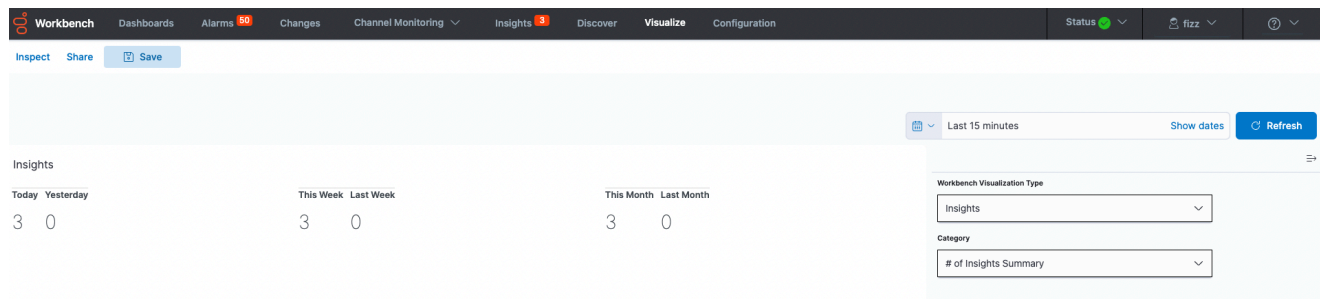 Workbench Dashboards Alarms 50 Changes Channel Monitoring Insights 3 Discover Visualize Configuration Status fizz
Inspect Share Save
Last 15 minutes Show dates Refresh
Insights
Today Yesterday This Week Last Week This Month Last Month
3 0 3 0 3 0
Workbench Visualization Type
Insights
Category
# of Insights Summary